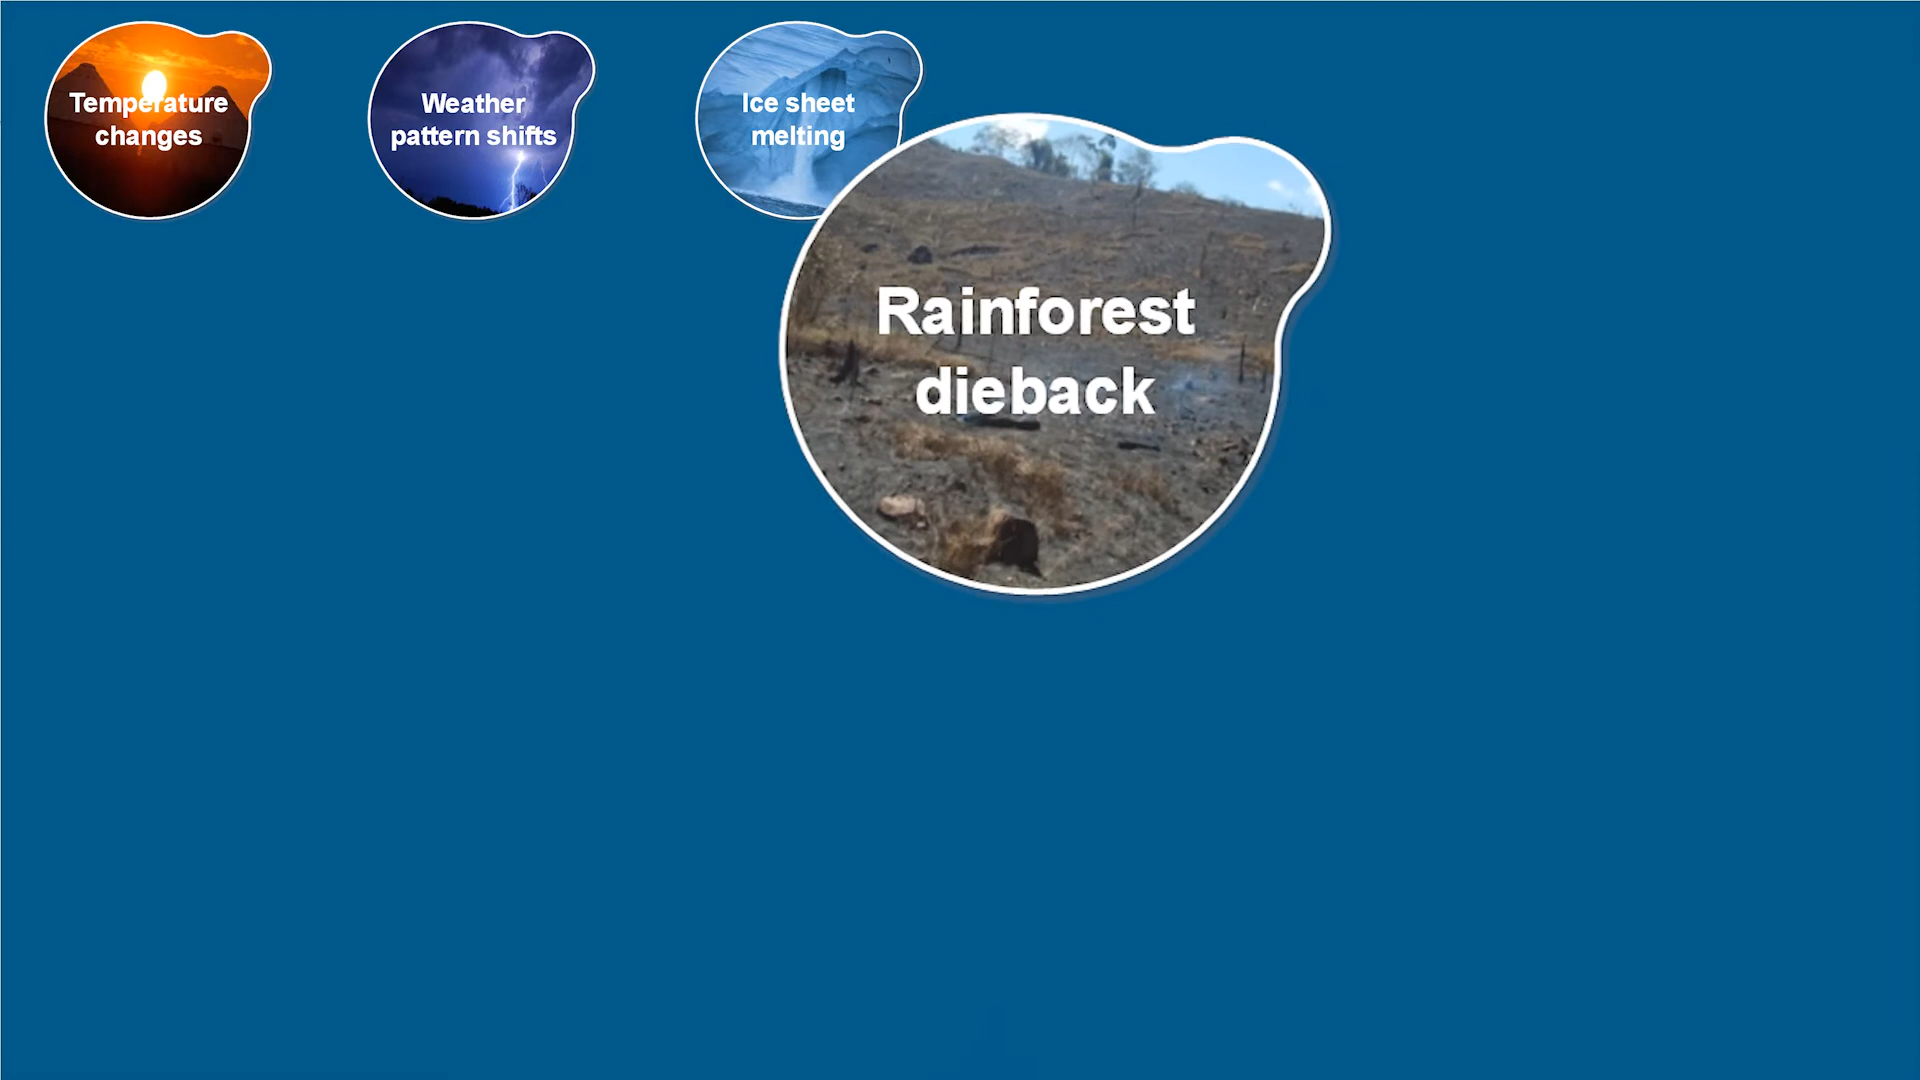 Temperature
changes
Weather
pattern shifts
Ice sheet
melting
Rainforest
dieback